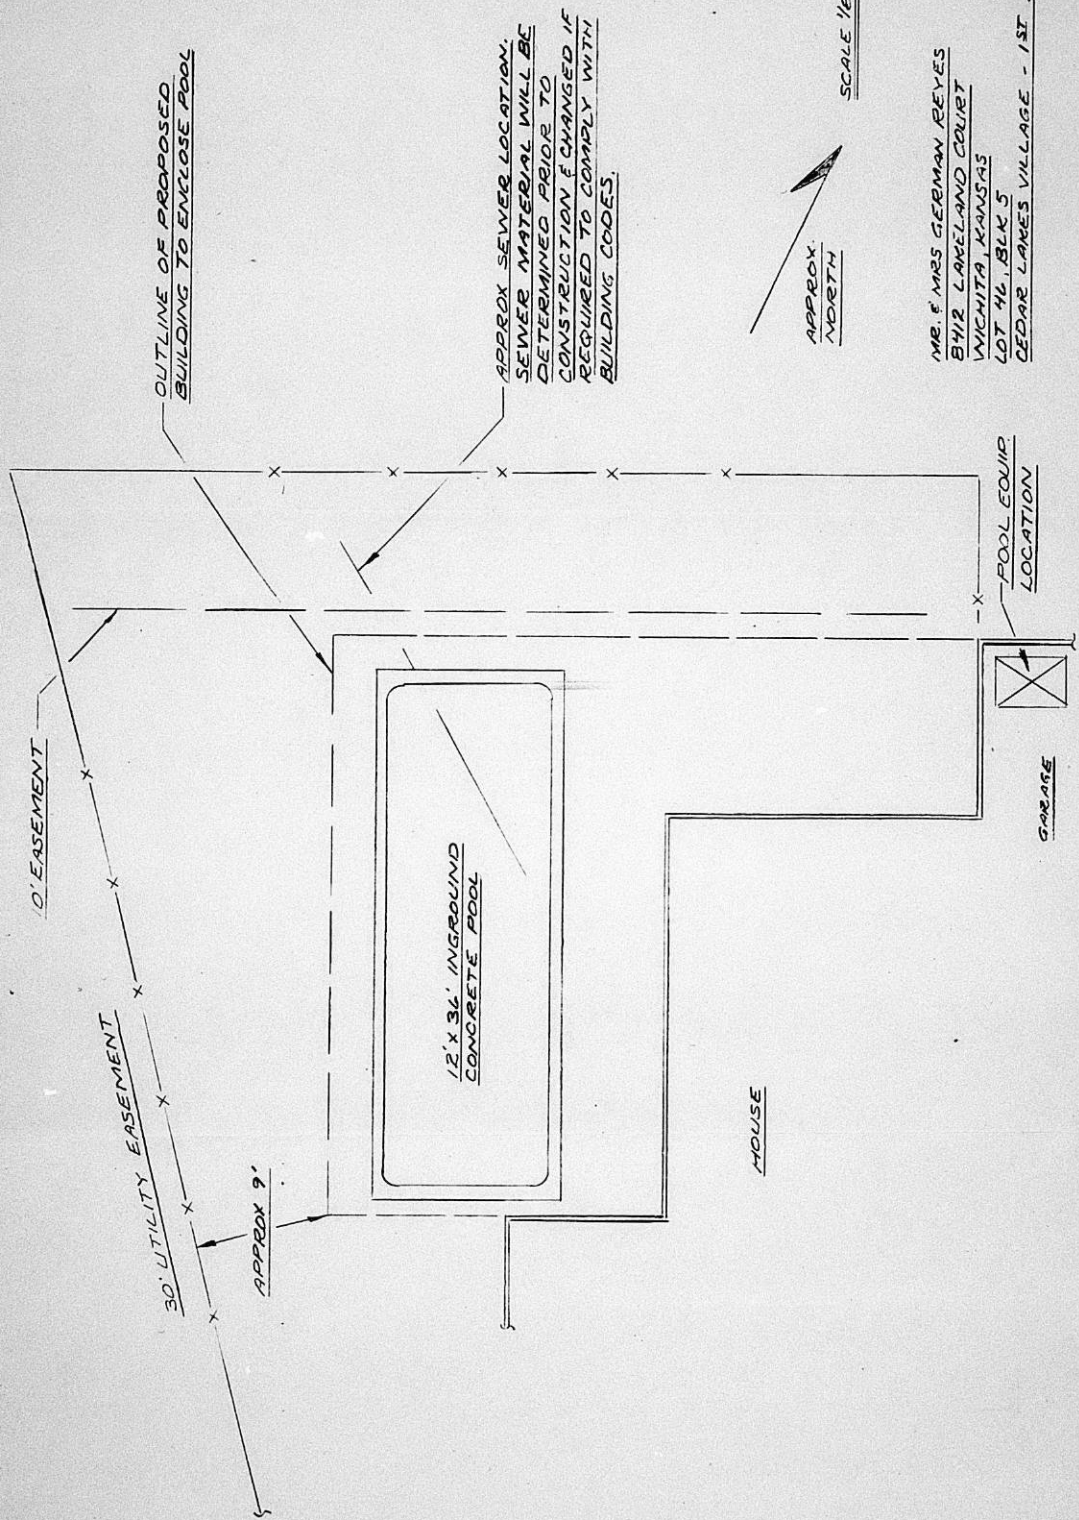 10' EASEMENT
30' UTILITY EASEMENT
APPROX 9'
OUTLINE OF PROPOSED
BUILDING TO ENCLOSE POOL
APPROX SEWER LOCATION.
SEWER MATERIAL WILL BE
DETERMINED PRIOR TO
CONSTRUCTION & CHANGED IF
REQUIRED TO COMPLY WITH
BUILDING CODES.
12' X 36' INGROUND
CONCRETE POOL
HOUSE
GARAGE
POOL EQUIP.
LOCATION
APPROX.
NORTH
SCALE
MR. & MRS GERMAN REYES
8412 LAKELAND COURT
WICHITA, KANSAS
LOT 46, BLK 5
CEDAR LAKES VILLAGE - 1ST